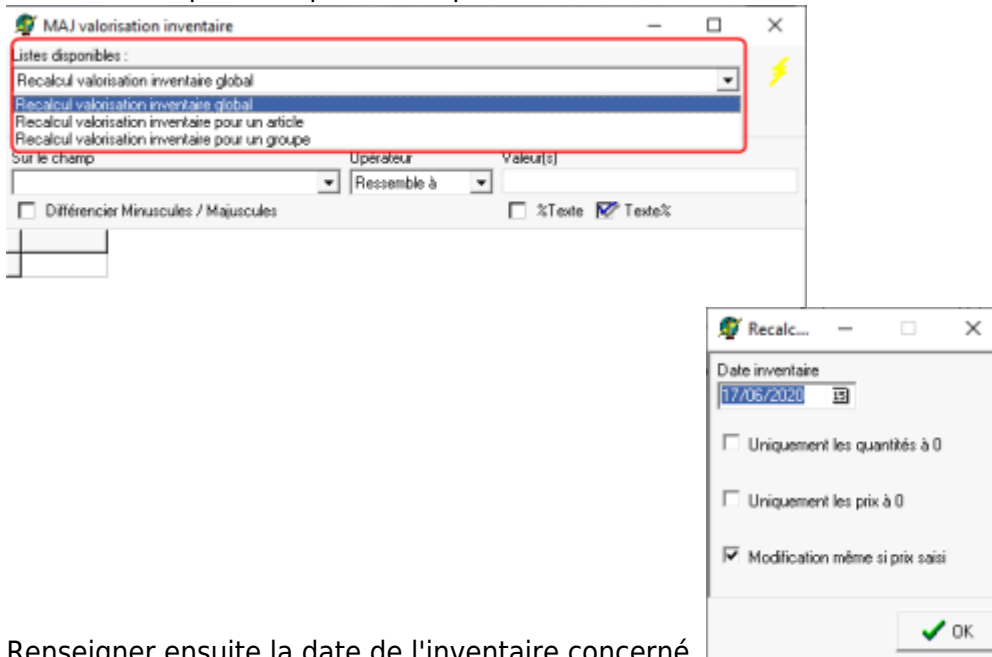 MAJ valorisation inventaire
Listes disponibles :
Recalcul valorisation inventaire global
Recalcul valorisation inventaire global
Recalcul valorisation inventaire pour un article
Recalcul valorisation inventaire pour un groupe
Sur le champ Opérateur Valeur(s)
Ressemble à
Différencier Minuscules / Majuscules %Texte Texte%
Recalc...
Date inventaire
17/06/2020
Uniquement les quantités à 0
Uniquement les prix à 0
Modification même si prix saisi
OK
Renseigner ensuite la date de l'inventaire concerné